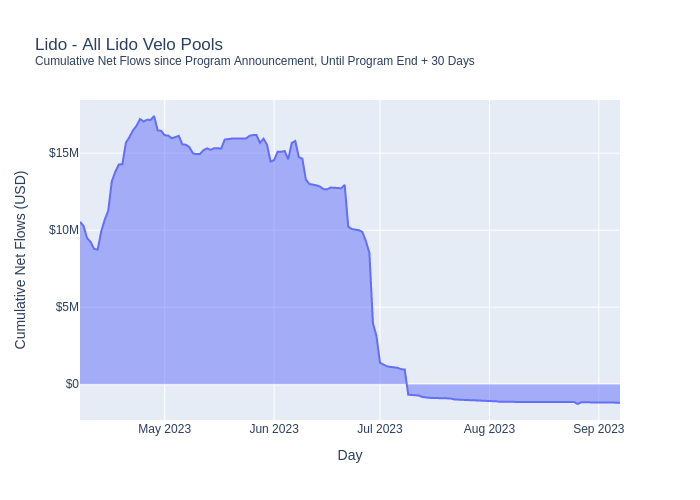 Lido - All Lido Velo Pools
Cumulative Net Flows since Program Announcement, Until Program End + 30 Days
Cumulative Net Flows (USD)
$15M
$10M
$5M
$0
May 2023
Jun 2023
Jul 2023
Aug 2023
Sep 2023
Day